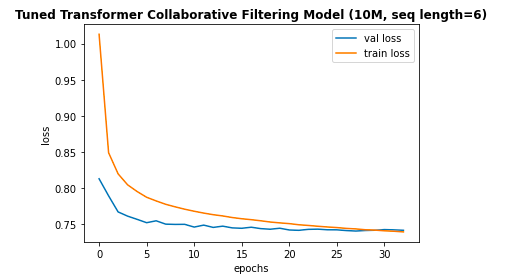 Tuned Transformer Collaborative Filtering Model (10M, seq length=6)
val loss
train loss
1.00
0.95
0.90
0.85
0.80
0.75
loss
0
5
10
15
20
25
30
epochs